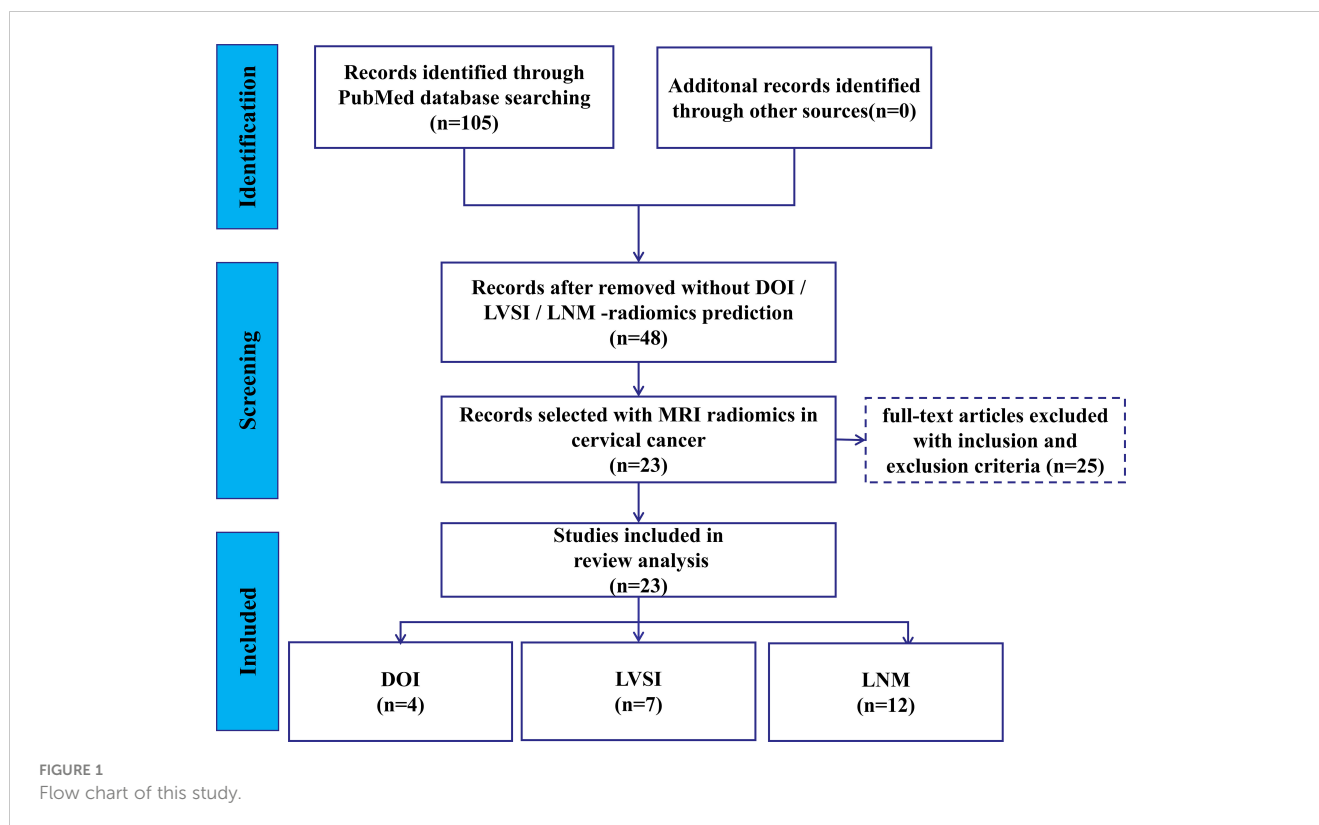 Identificatiion
Records identified through
PubMed database searching
(n=105)
Additonal records identified
through other sources(n=0)
Screening
Records after removed without DOI /
LVSI / LNM -radiomics prediction
(n=48)
Records selected with MRI radiomics in
cervical cancer
(n=23)
full-text articles excluded
with inclusion and
exclusion criteria (n=25)
Included
Studies included in
review analysis
(n=23)
DOI
(n=4)
LVSI
(n=7)
LNM
(n=12)
FIGURE 1
Flow chart of this study.